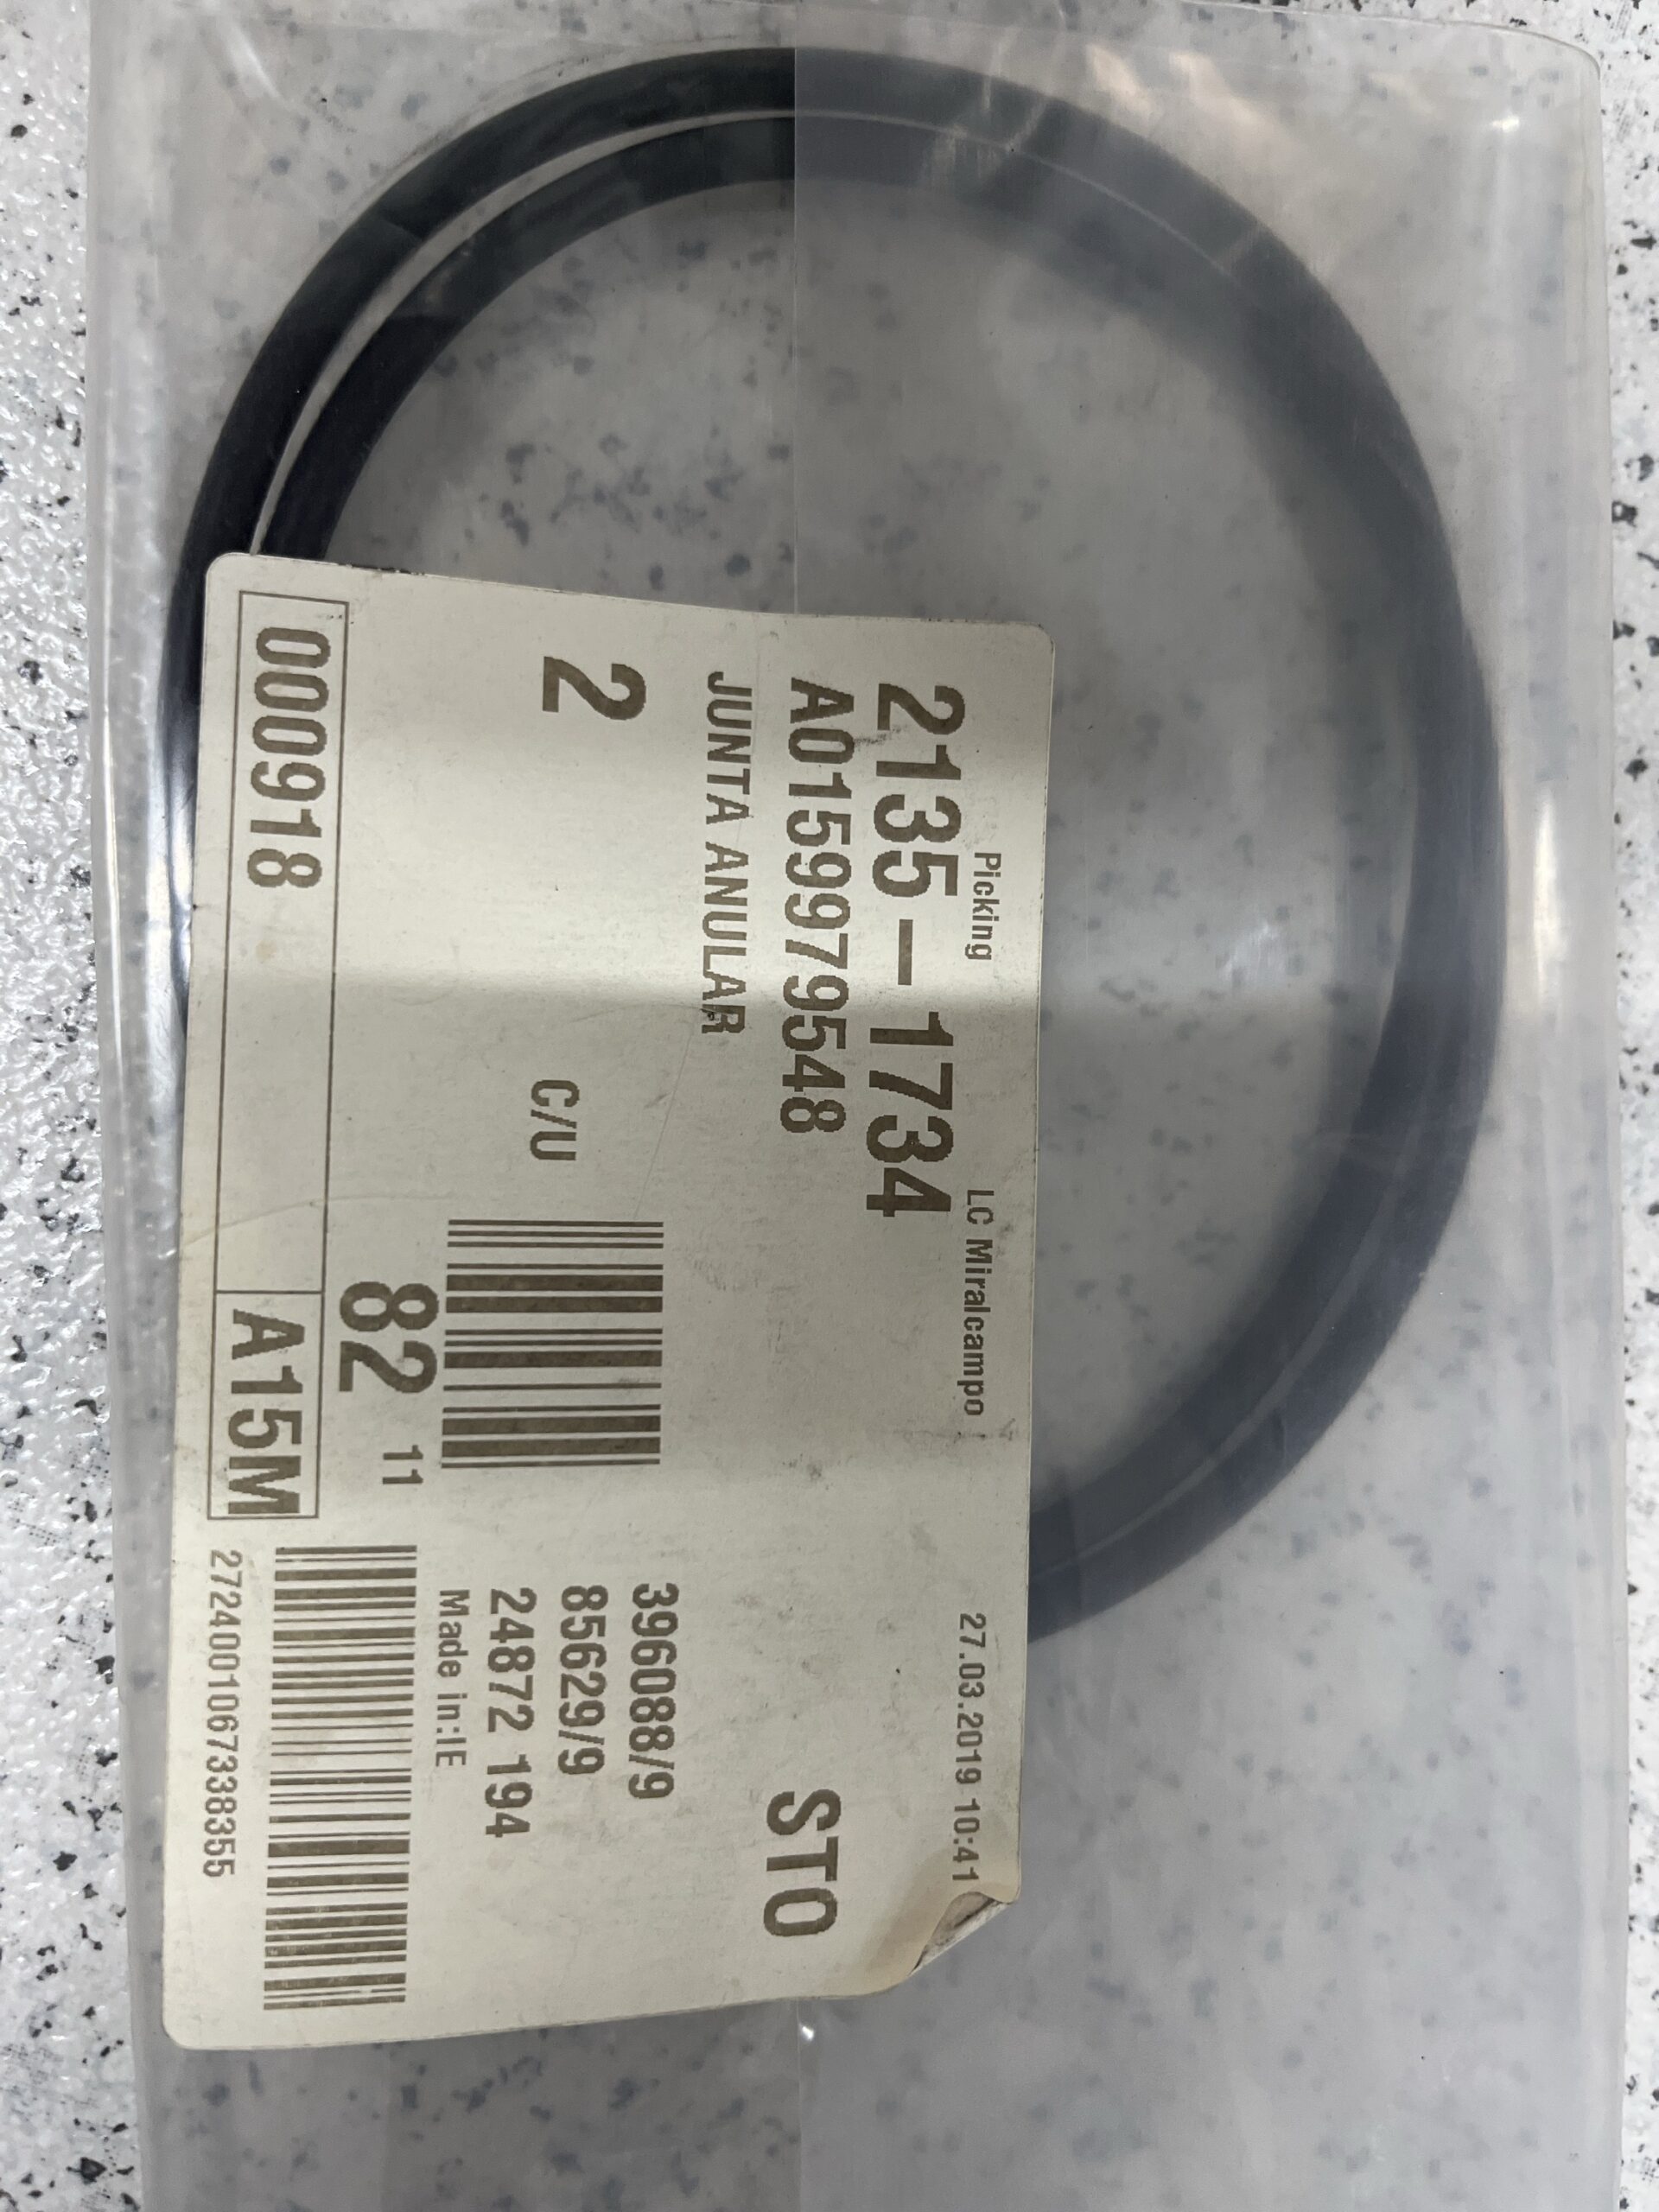 Picking LC Miralcampo 27.03.2019 10:41
2135-1734
A0159979548 STO
JUNTA ANULAR
2 C/U
396088/9
85629/9
24872 194
Made in:IE
82 11
000918 A15M
2724001067338355